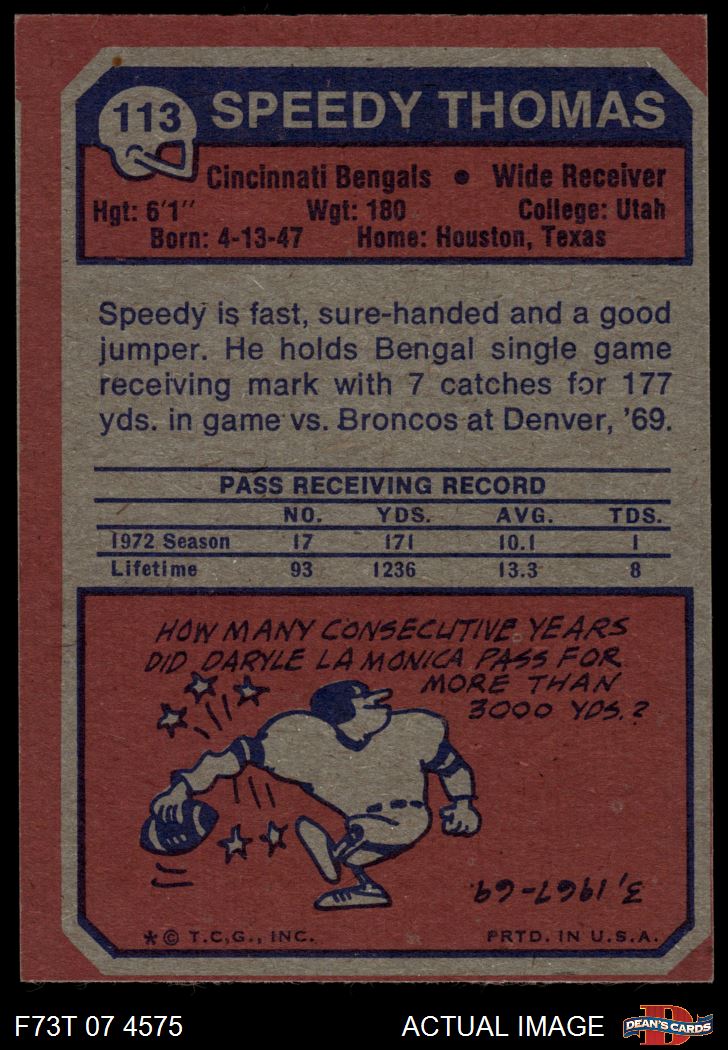 113 SPEEDY THOMAS
Cincinnati Bengals • Wide Receiver
Hgt: 6'1" Wgt: 180 College: Utah
Born: 4-13-47 Home: Houston, Texas
Speedy is fast, sure-handed and a good
jumper. He holds Bengal single game
receiving mark with 7 catches for 177
yds. in game vs. Broncos at Denver, '69.
PASS RECEIVING RECORD
NO. YDS. AVG. TDS.
1972 Season 17 171 10.1 1
Lifetime 93 1236 13.3 8
HOW MANY CONSECUTIVE YEARS
DID DARYLE LAMONICA PASS FOR
MORE THAN
3000 YDS.?
3, 1967-69
* © T.C.G., INC. PRTD. IN U.S.A.
F73T 07 4575 ACTUAL IMAGE DEAN'S CARDS